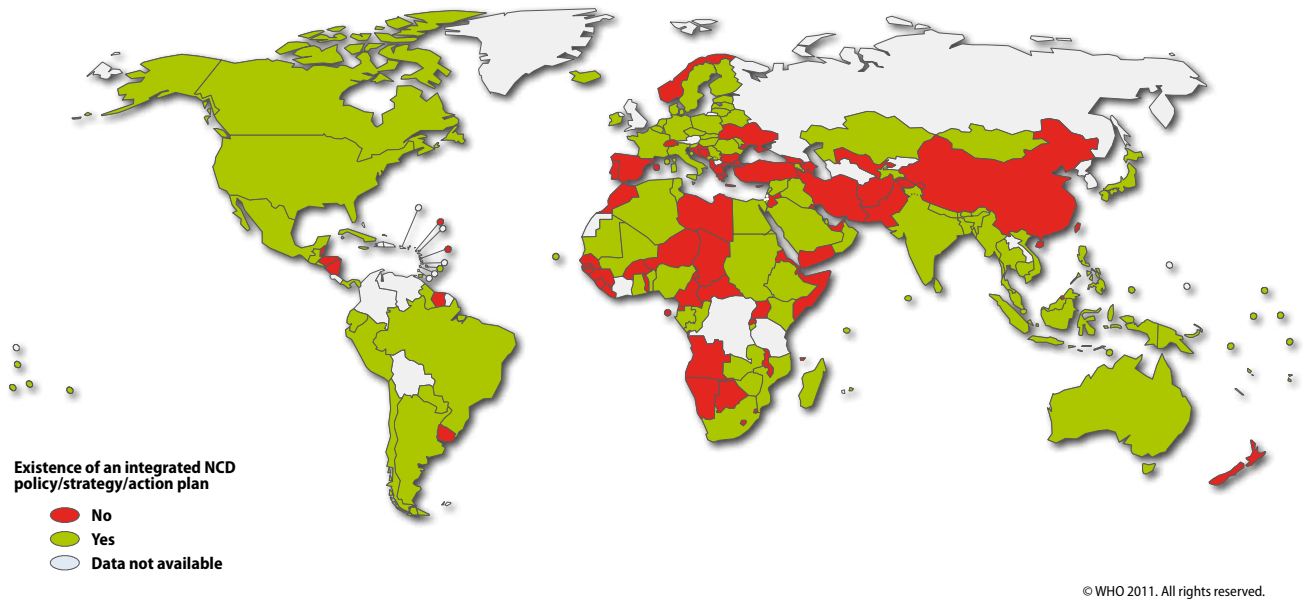 Existence of an integrated NCD
policy/strategy/action plan
No
Yes
Data not available
© WHO 2011. All rights reserved.